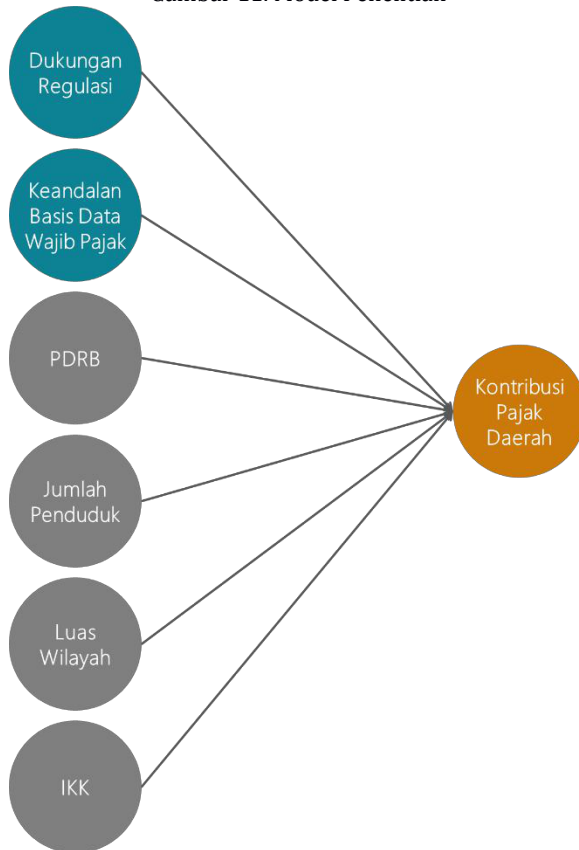 Dukungan
Regulasi
Keandalan
Basis Data
Wajib Pajak
PDRB
Kontribusi
Pajak
Daerah
Jumlah
Penduduk
Luas
Wilayah
IKK